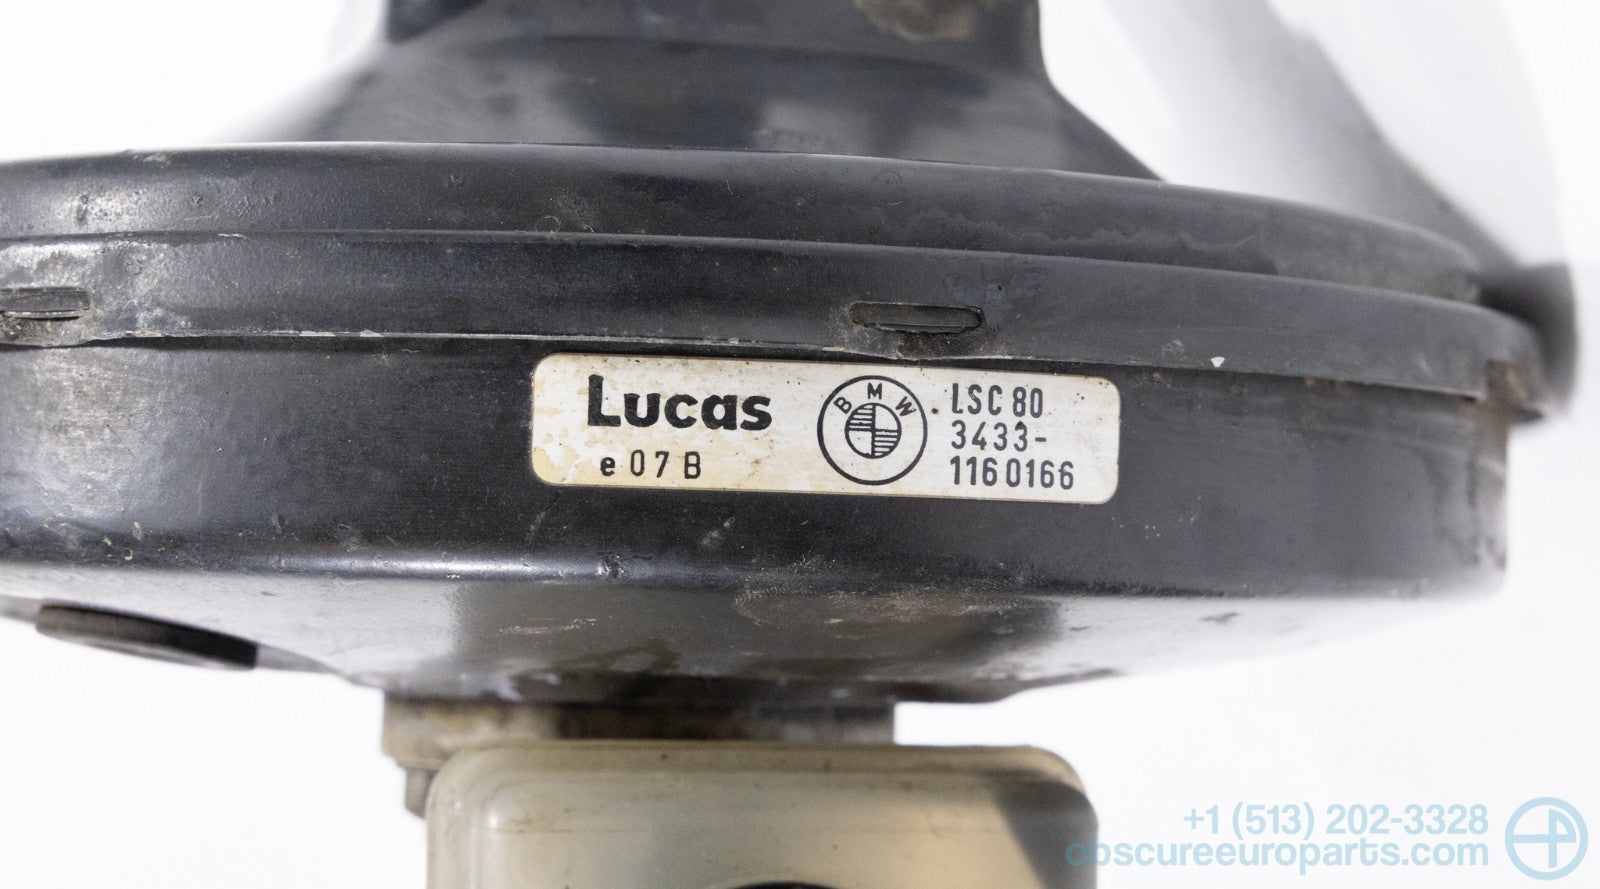 Lucas
e 07 B
BMW
LSC 80
3433-
1160166
+1 (513) 202-3328
obscureeuroparts.com